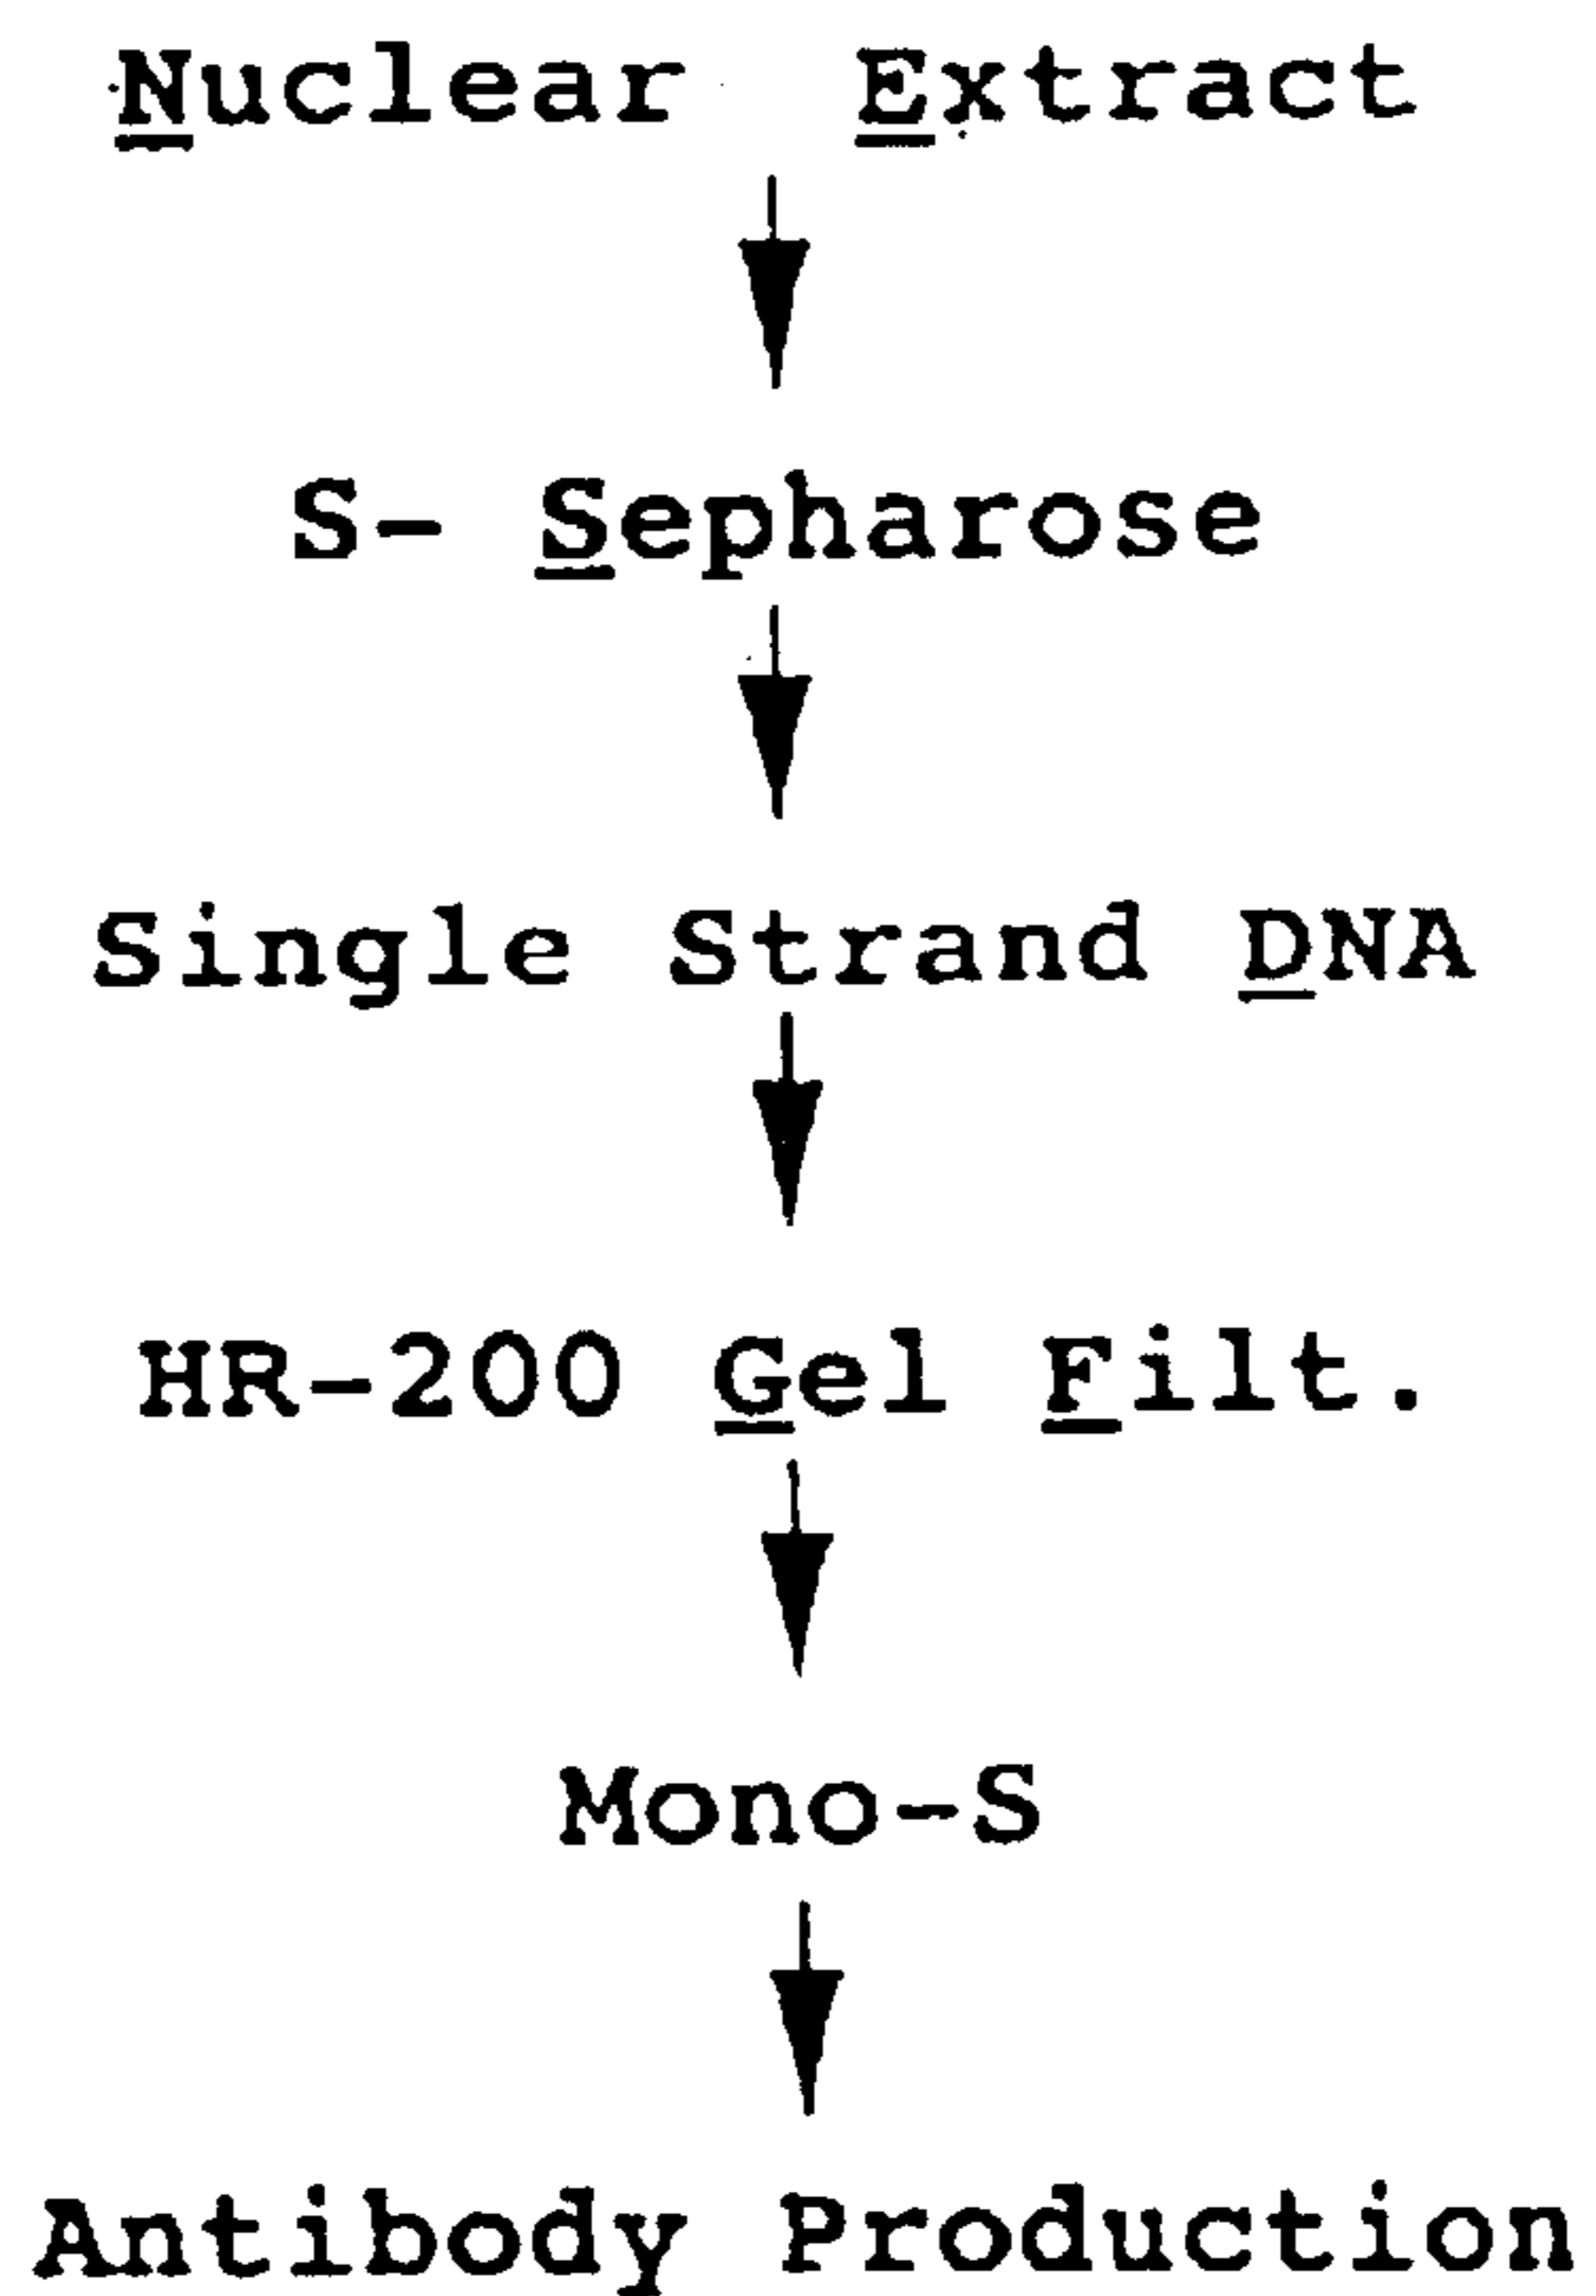 Nuclear Extract
S- Sepharose
Single Strand DNA
HR-200 Gel Filt.
Mono-S
Antibody Production